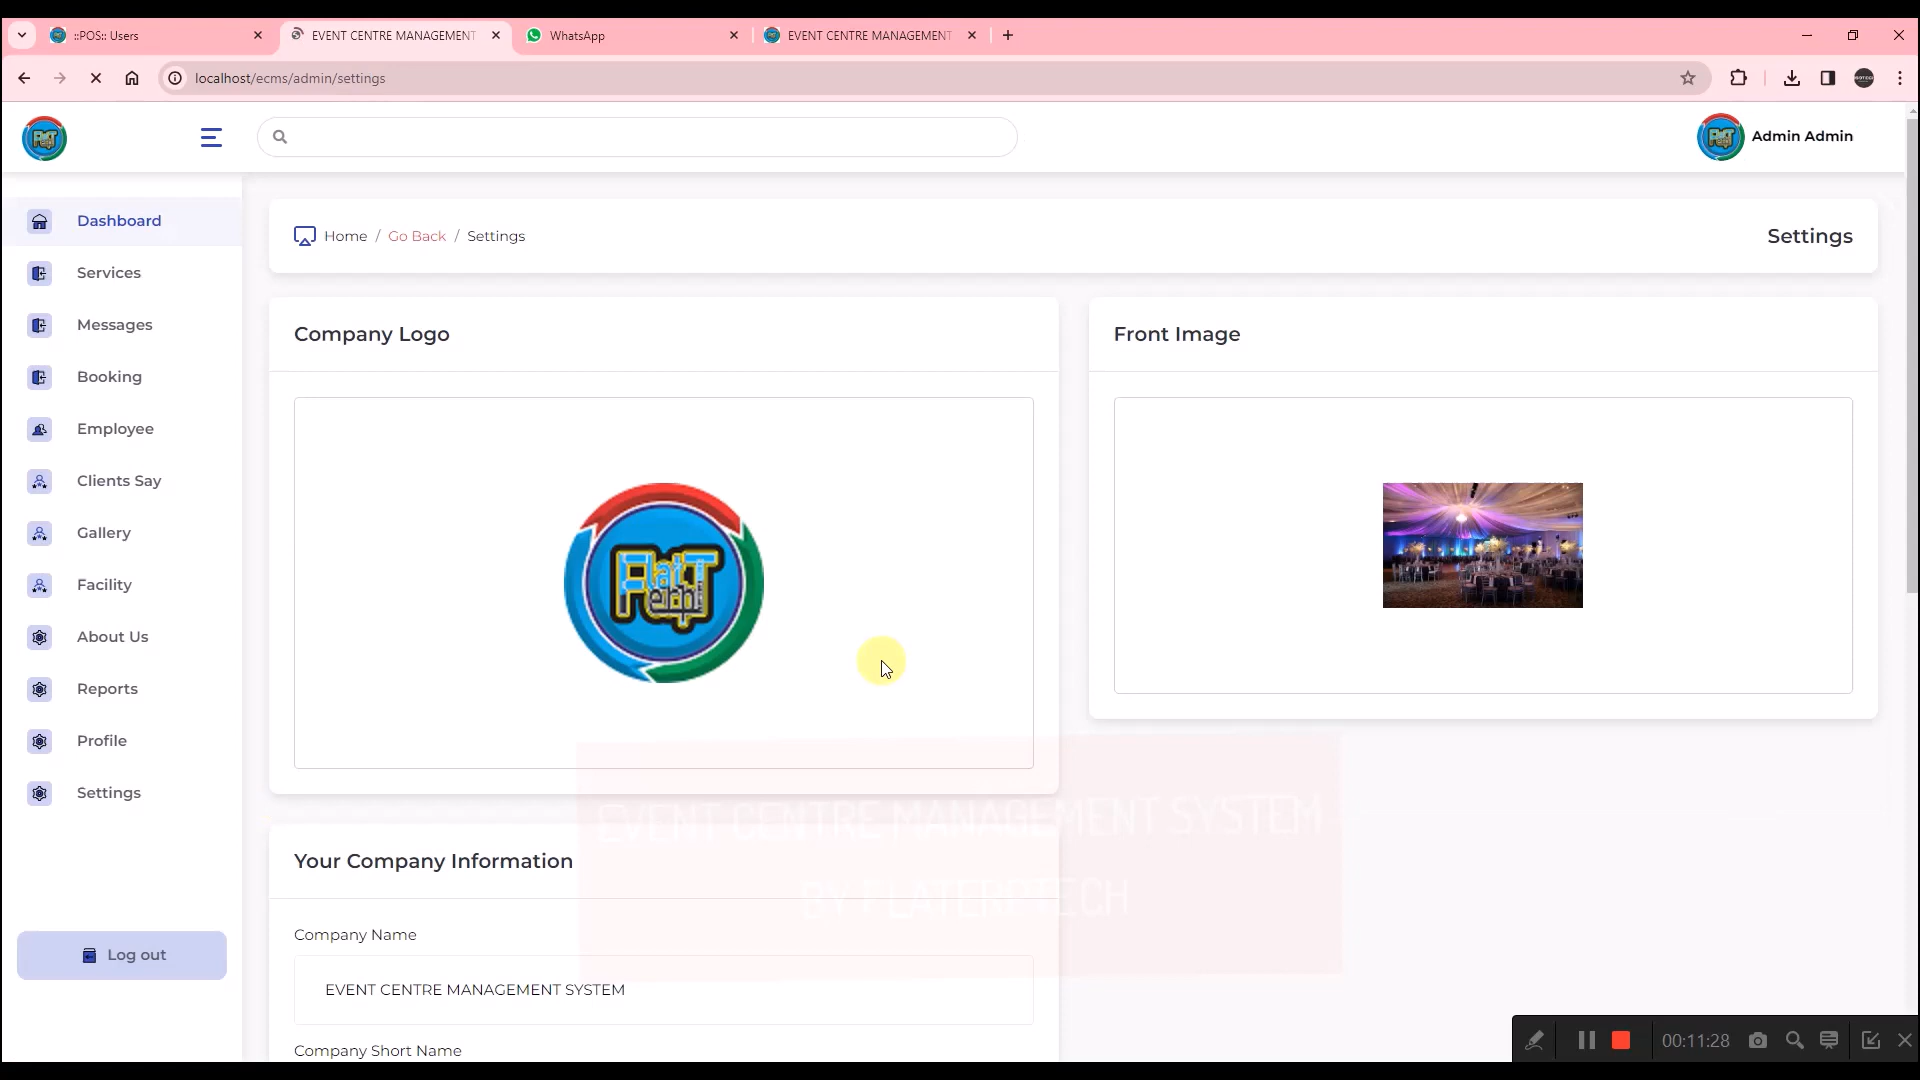 ::POS:: Users
EVENT CENTRE MANAGEMENT
WhatsApp
EVENT CENTRE MANAGEMENT
localhost/ecms/admin/settings
Admin Admin
Dashboard
Services
Messages
Booking
Employee
Clients Say
Gallery
Facility
About Us
Reports
Profile
Settings
Log out
Home / Go Back / Settings
Settings
Company Logo
Front Image
EVENT CENTRE MANAGEMENT SYSTEM
Your Company Information
Company Name
EVENT CENTRE MANAGEMENT SYSTEM
Company Short Name
00:11:28